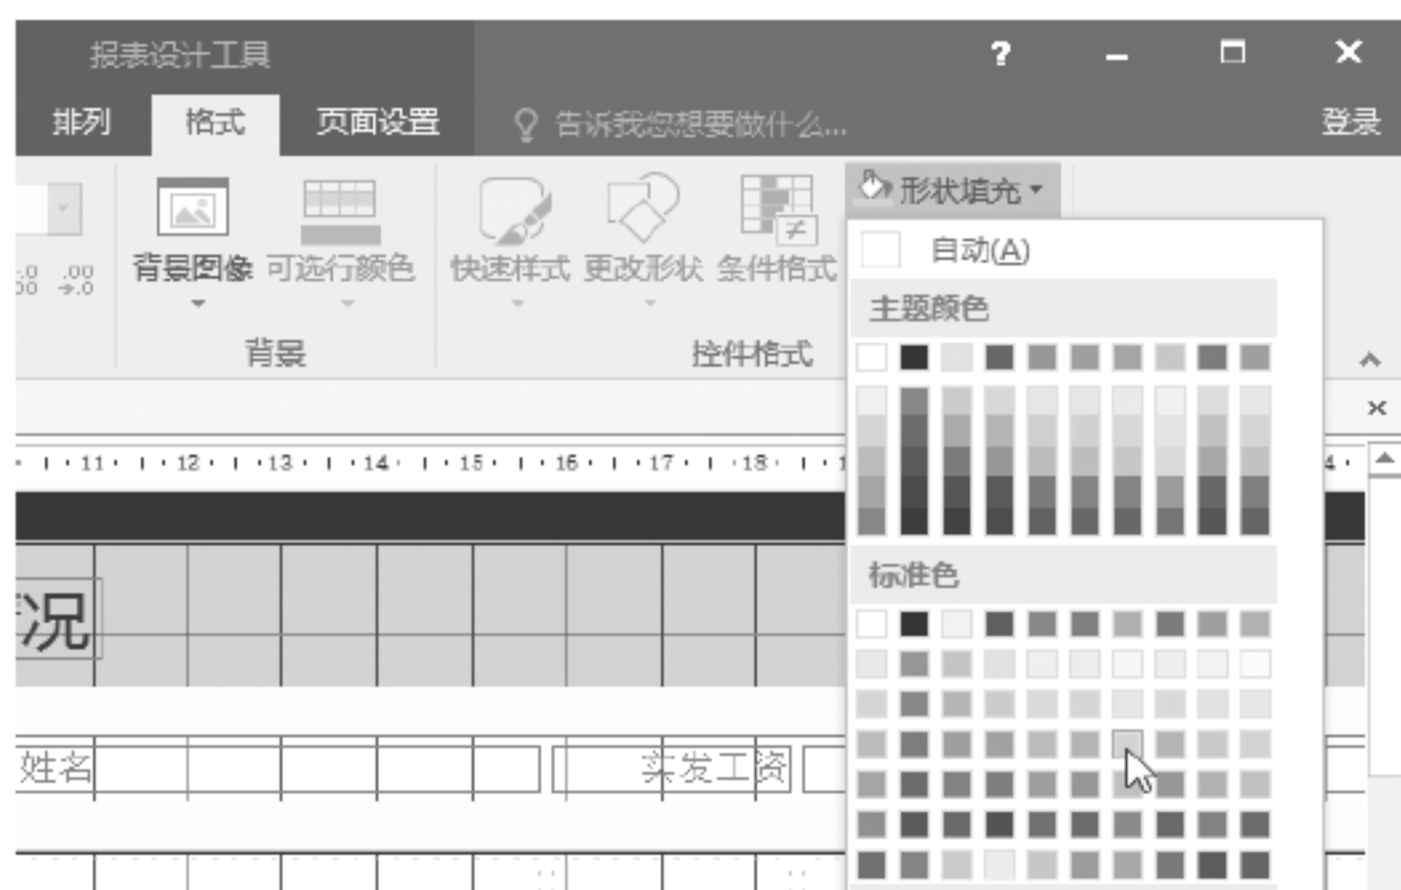 报表设计工具
?
排列 格式 页面设置 告诉我您想要做什么... 登录
形状填充
.00
→.0
背景图像 可选行颜色 快速样式 更改形状 条件格式
自动(A)
主题颜色
背景 控件格式
11 12 13 14 15 16 17 18
标准色
况
姓名 实发工资